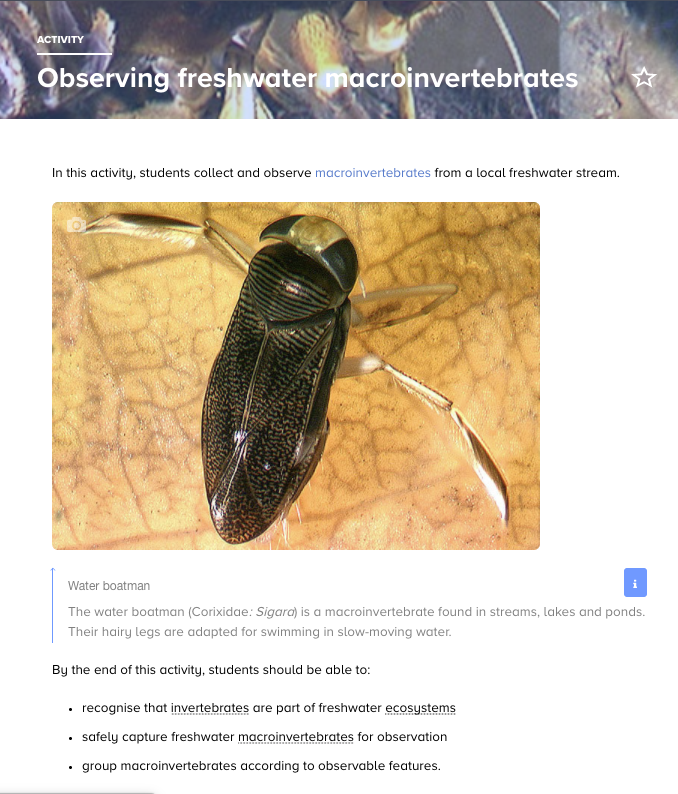 ACTIVITY
Observing freshwater macroinvertebrates
In this activity, students collect and observe macroinvertebrates from a local freshwater stream.
Water boatman
i
The water boatman (Corixidae: Sigara) is a macroinvertebrate found in streams, lakes and ponds.
Their hairy legs are adapted for swimming in slow-moving water.
By the end of this activity, students should be able to:
• recognise that invertebrates are part of freshwater ecosystems
• safely capture freshwater macroinvertebrates for observation
• group macroinvertebrates according to observable features.